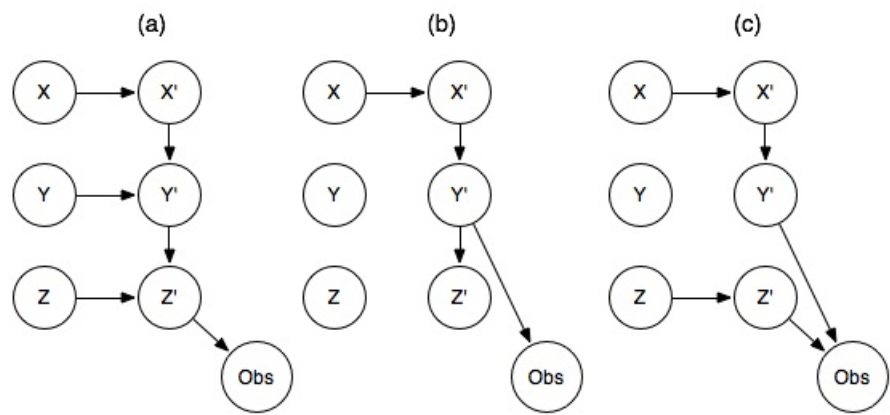 (a) (b) (c)
X X' X X' X X'
Y Y' Y Y' Y Y'
Z Z' Z Z' Z Z'
Obs Obs Obs